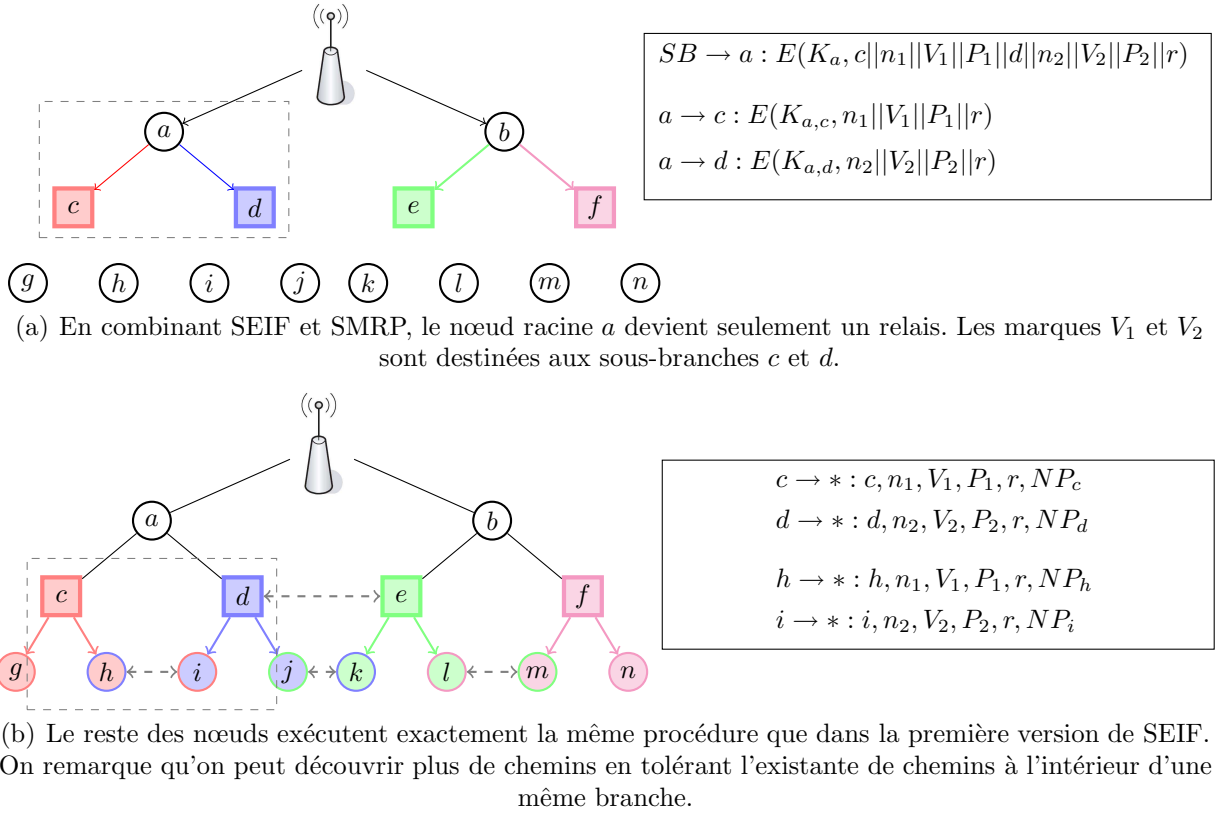 SB → a : E(K_a, c||n_1||V_1||P_1||d||n_2||V_2||P_2||r)
a → c : E(K_{a,c}, n_1||V_1||P_1||r)
a → d : E(K_{a,d}, n_2||V_2||P_2||r)
a b
c d e f
g h i j k l m n
(a) En combinant SEIF et SMRP, le nœud racine a devient seulement un relais. Les marques V_1 et V_2
sont destinées aux sous-branches c et d.
c → ∗ : c, n_1, V_1, P_1, r, NP_c
d → ∗ : d, n_2, V_2, P_2, r, NP_d
h → ∗ : h, n_1, V_1, P_1, r, NP_h
i → ∗ : i, n_2, V_2, P_2, r, NP_i
a b
c d e f
g h i j k l m n
(b) Le reste des nœuds exécutent exactement la même procédure que dans la première version de SEIF.
On remarque qu'on peut découvrir plus de chemins en tolérant l'existante de chemins à l'intérieur d'une
même branche.